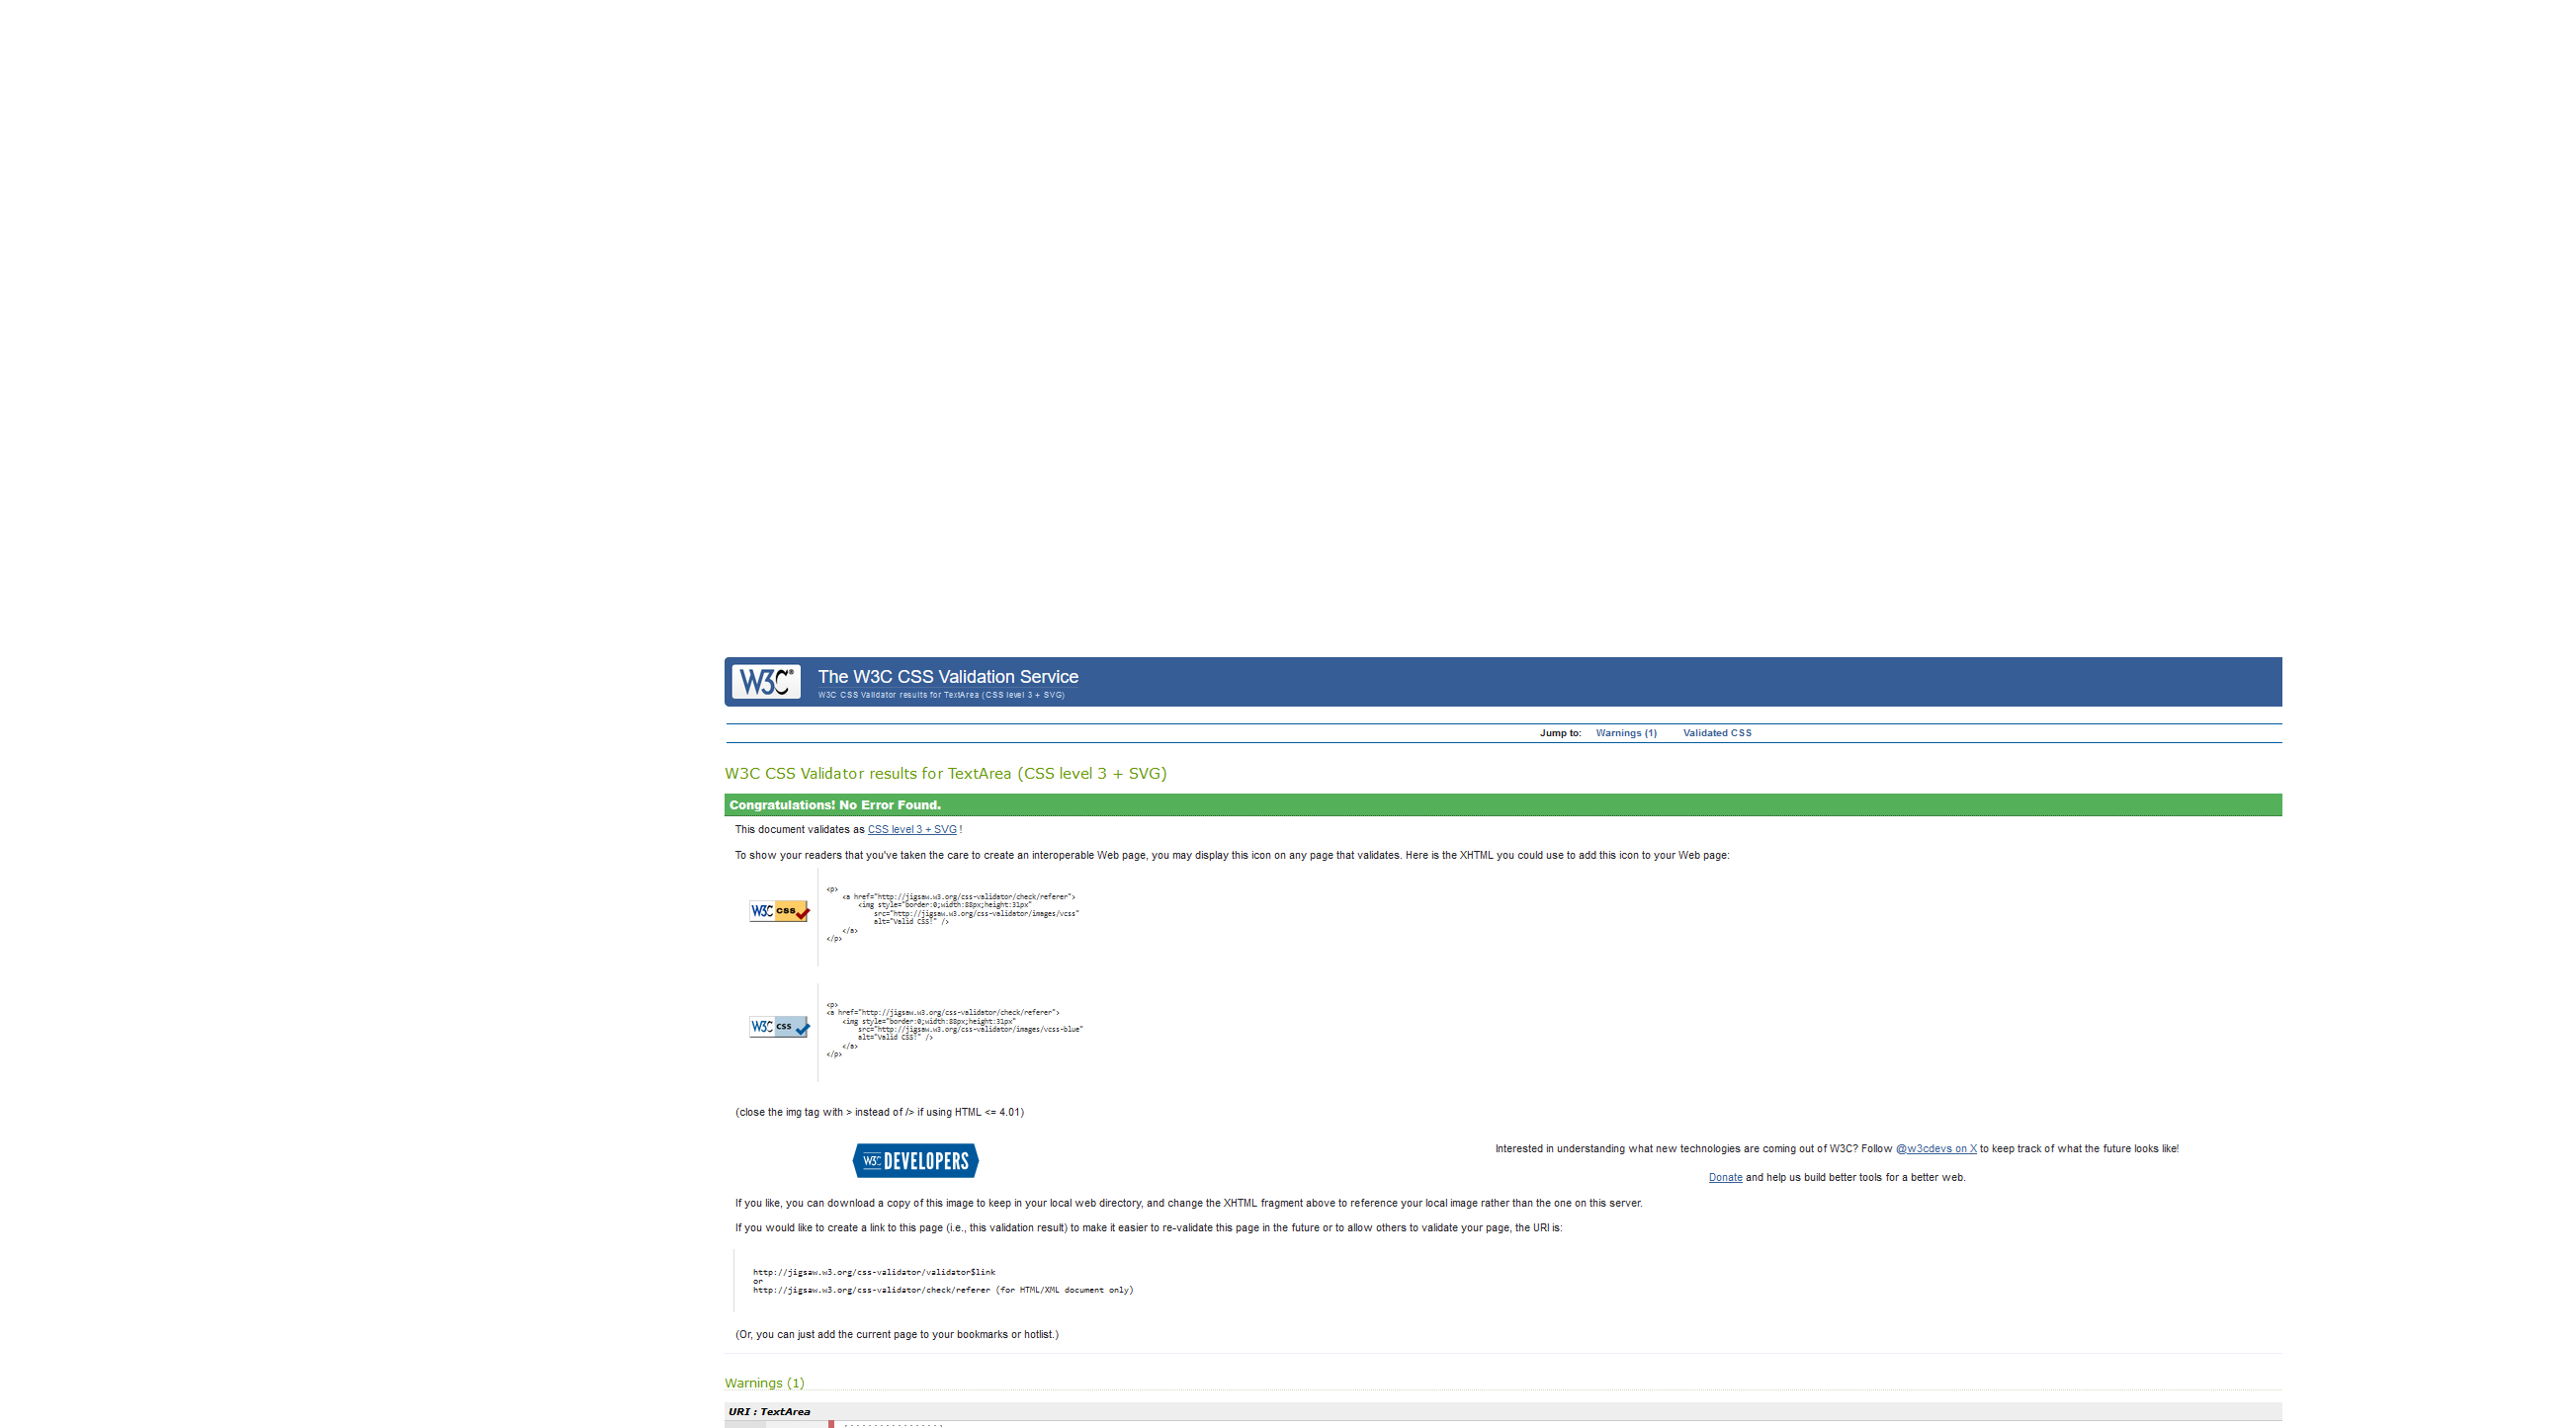 W3C®
The W3C CSS Validation Service
W3C CSS Validator results for TextArea (CSS level 3 + SVG)
Jump to: Warnings (1) Validated CSS
W3C CSS Validator results for TextArea (CSS level 3 + SVG)
Congratulations! No Error Found.
This document validates as CSS level 3 + SVG !
To show your readers that you've taken the care to create an interoperable Web page, you may display this icon on any page that validates. Here is the XHTML you could use to add this icon to your Web page:
W3C css
<p>
<a href="http://jigsaw.w3.org/css-validator/check/referer">
<img style="border:0;width:88px;height:31px"
src="http://jigsaw.w3.org/css-validator/images/vcss"
alt="Valid CSS!" />
</a>
</p>
W3C css
<p>
<a href="http://jigsaw.w3.org/css-validator/check/referer">
<img style="border:0;width:88px;height:31px"
src="http://jigsaw.w3.org/css-validator/images/vcss-blue"
alt="Valid CSS!" />
</a>
</p>
(close the img tag with > instead of /> if using HTML <= 4.01)
W3C DEVELOPERS
Interested in understanding what new technologies are coming out of W3C? Follow @w3cdevs on X to keep track of what the future looks like!
Donate and help us build better tools for a better web.
If you like, you can download a copy of this image to keep in your local web directory, and change the XHTML fragment above to reference your local image rather than the one on this server.
If you would like to create a link to this page (i.e., this validation result) to make it easier to re-validate this page in the future or to allow others to validate your page, the URI is:
http://jigsaw.w3.org/css-validator/validator$link
or
http://jigsaw.w3.org/css-validator/check/referer (for HTML/XML document only)
(Or, you can just add the current page to your bookmarks or hotlist.)
Warnings (1)
URI : TextArea